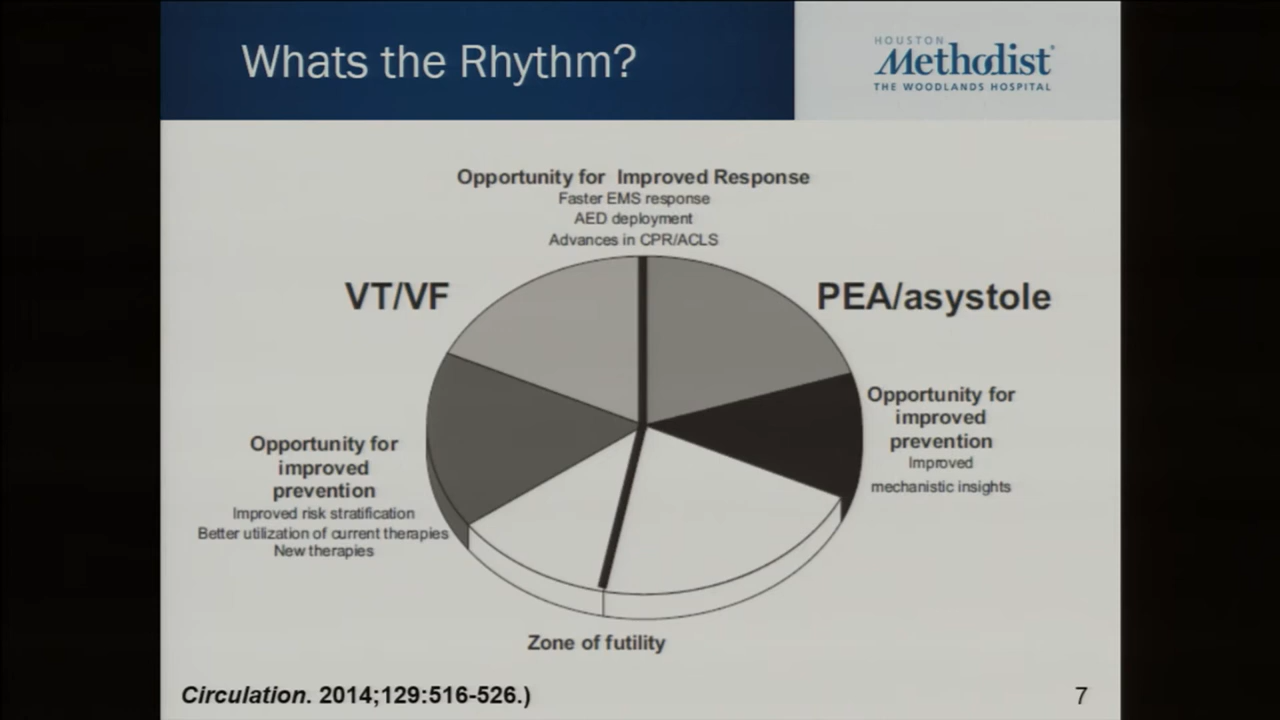 Whats the Rhythm?
HOUSTON
Methodist
THE WOODLANDS HOSPITAL
Opportunity for Improved Response
Faster EMS response
AED deployment
Advances in CPR/ACLS
VT/VF
PEA/asystole
Opportunity for
improved
prevention
Improved
mechanistic insights
Opportunity for
improved
prevention
Improved risk stratification
Better utilization of current therapies
New therapies
Zone of futility
Circulation. 2014;129:516-526.)
7